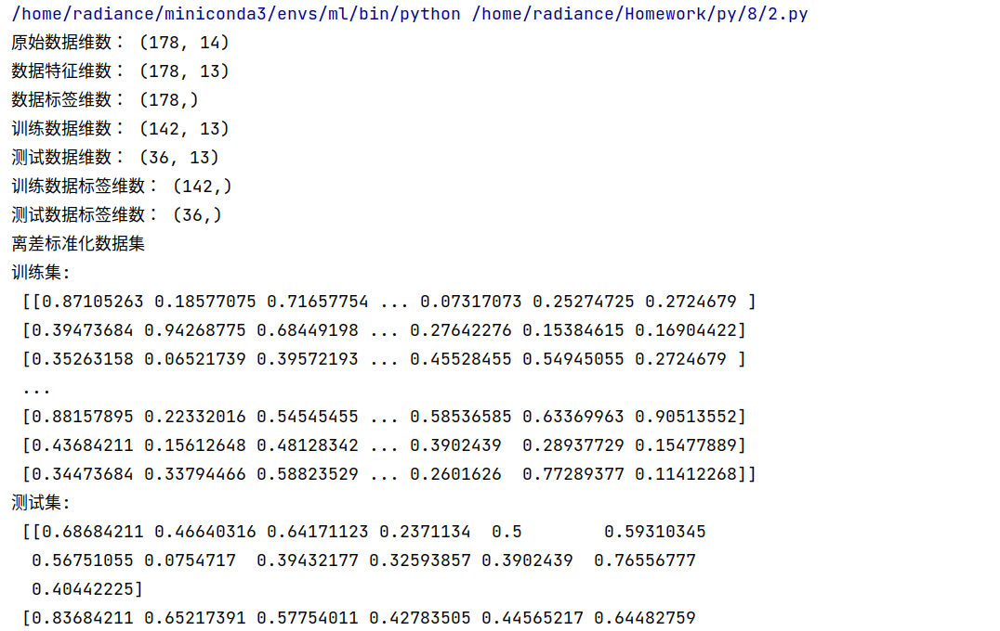 /home/radiance/miniconda3/envs/ml/bin/python /home/radiance/Homework/py/8/2.py
原始数据维数： (178, 14)
数据特征维数： (178, 13)
数据标签维数： (178,)
训练数据维数： (142, 13)
测试数据维数： (36, 13)
训练数据标签维数： (142,)
测试数据标签维数： (36,)
离差标准化数据集
训练集:
 [[0.87105263 0.18577075 0.71657754 ... 0.07317073 0.25274725 0.2724679 ]
 [0.39473684 0.94268775 0.68449198 ... 0.27642276 0.15384615 0.16904422]
 [0.35263158 0.06521739 0.39572193 ... 0.45528455 0.54945055 0.2724679 ]
 ...
 [0.88157895 0.22332016 0.54545455 ... 0.58536585 0.63369963 0.90513552]
 [0.43684211 0.15612648 0.48128342 ... 0.3902439  0.28937729 0.15477889]
 [0.34473684 0.33794466 0.58823529 ... 0.2601626  0.77289377 0.11412268]]
测试集:
 [[0.68684211 0.46640316 0.64171123 0.2371134  0.5        0.59310345
  0.56751055 0.0754717  0.39432177 0.32593857 0.3902439  0.76556777
  0.40442225]
 [0.83684211 0.65217391 0.57754011 0.42783505 0.44565217 0.64482759